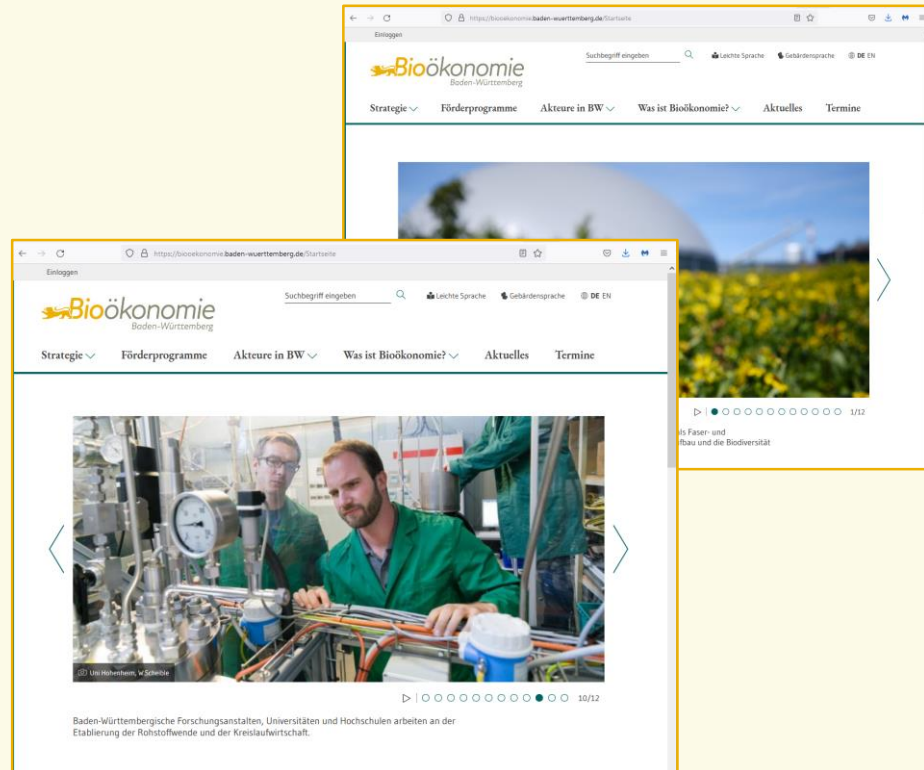 https://biooekonomie.baden-wuerttemberg.de/Startseite
Einloggen
Bioökonomie
Baden-Württemberg
Suchbegriff eingeben
Leichte Sprache
Gebärdensprache
DE EN
Strategie Förderprogramme Akteure in BW Was ist Bioökonomie? Aktuelles Termine
1/12
als Faser- und
fbau und die Biodiversität
https://biooekonomie.baden-wuerttemberg.de/Startseite
Einloggen
Bioökonomie
Baden-Württemberg
Suchbegriff eingeben
Leichte Sprache
Gebärdensprache
DE EN
Strategie Förderprogramme Akteure in BW Was ist Bioökonomie? Aktuelles Termine
Uni Hohenheim, W.Scheible
10/12
Baden-Württembergische Forschungsanstalten, Universitäten und Hochschulen arbeiten an der
Etablierung der Rohstoffwende und der Kreislaufwirtschaft.